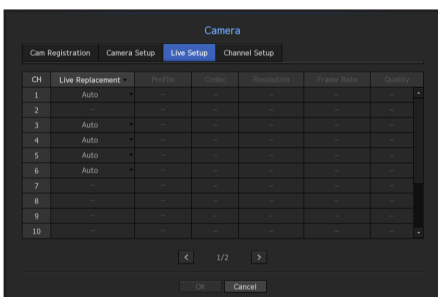 Camera
Cam Registration Camera Setup Live Setup Channel Setup
CH Live Replacement Profile Codec Resolution Frame Rate Quality
1 Auto -- -- -- -- --
2 -- -- -- -- -- --
3 Auto -- -- -- -- --
4 Auto -- -- -- -- --
5 Auto -- -- -- -- --
6 Auto -- -- -- -- --
7 -- -- -- -- -- --
8 -- -- -- -- -- --
9 -- -- -- -- -- --
10 -- -- -- -- -- --
< 1/2 >
OK Cancel